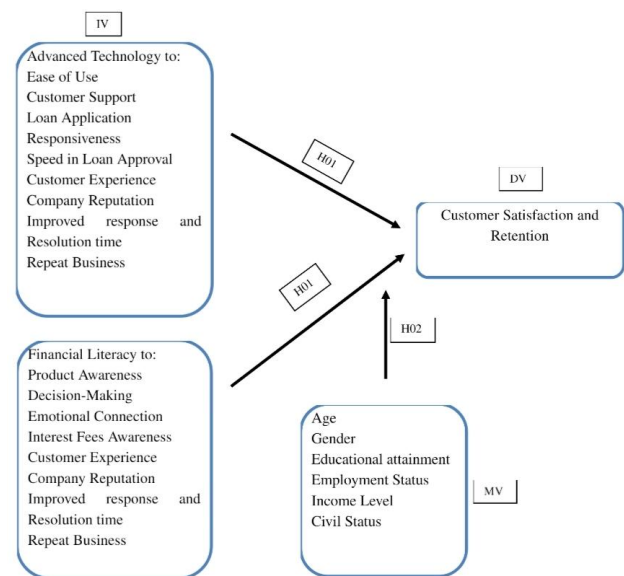 IV
Advanced Technology to:
Ease of Use
Customer Support
Loan Application
Responsiveness
Speed in Loan Approval
Customer Experience
Company Reputation
Improved response and
Resolution time
Repeat Business
H01
DV
Customer Satisfaction and
Retention
H01
H02
Financial Literacy to:
Product Awareness
Decision-Making
Emotional Connection
Interest Fees Awareness
Customer Experience
Company Reputation
Improved response and
Resolution time
Repeat Business
Age
Gender
Educational attainment
Employment Status
Income Level
Civil Status
MV